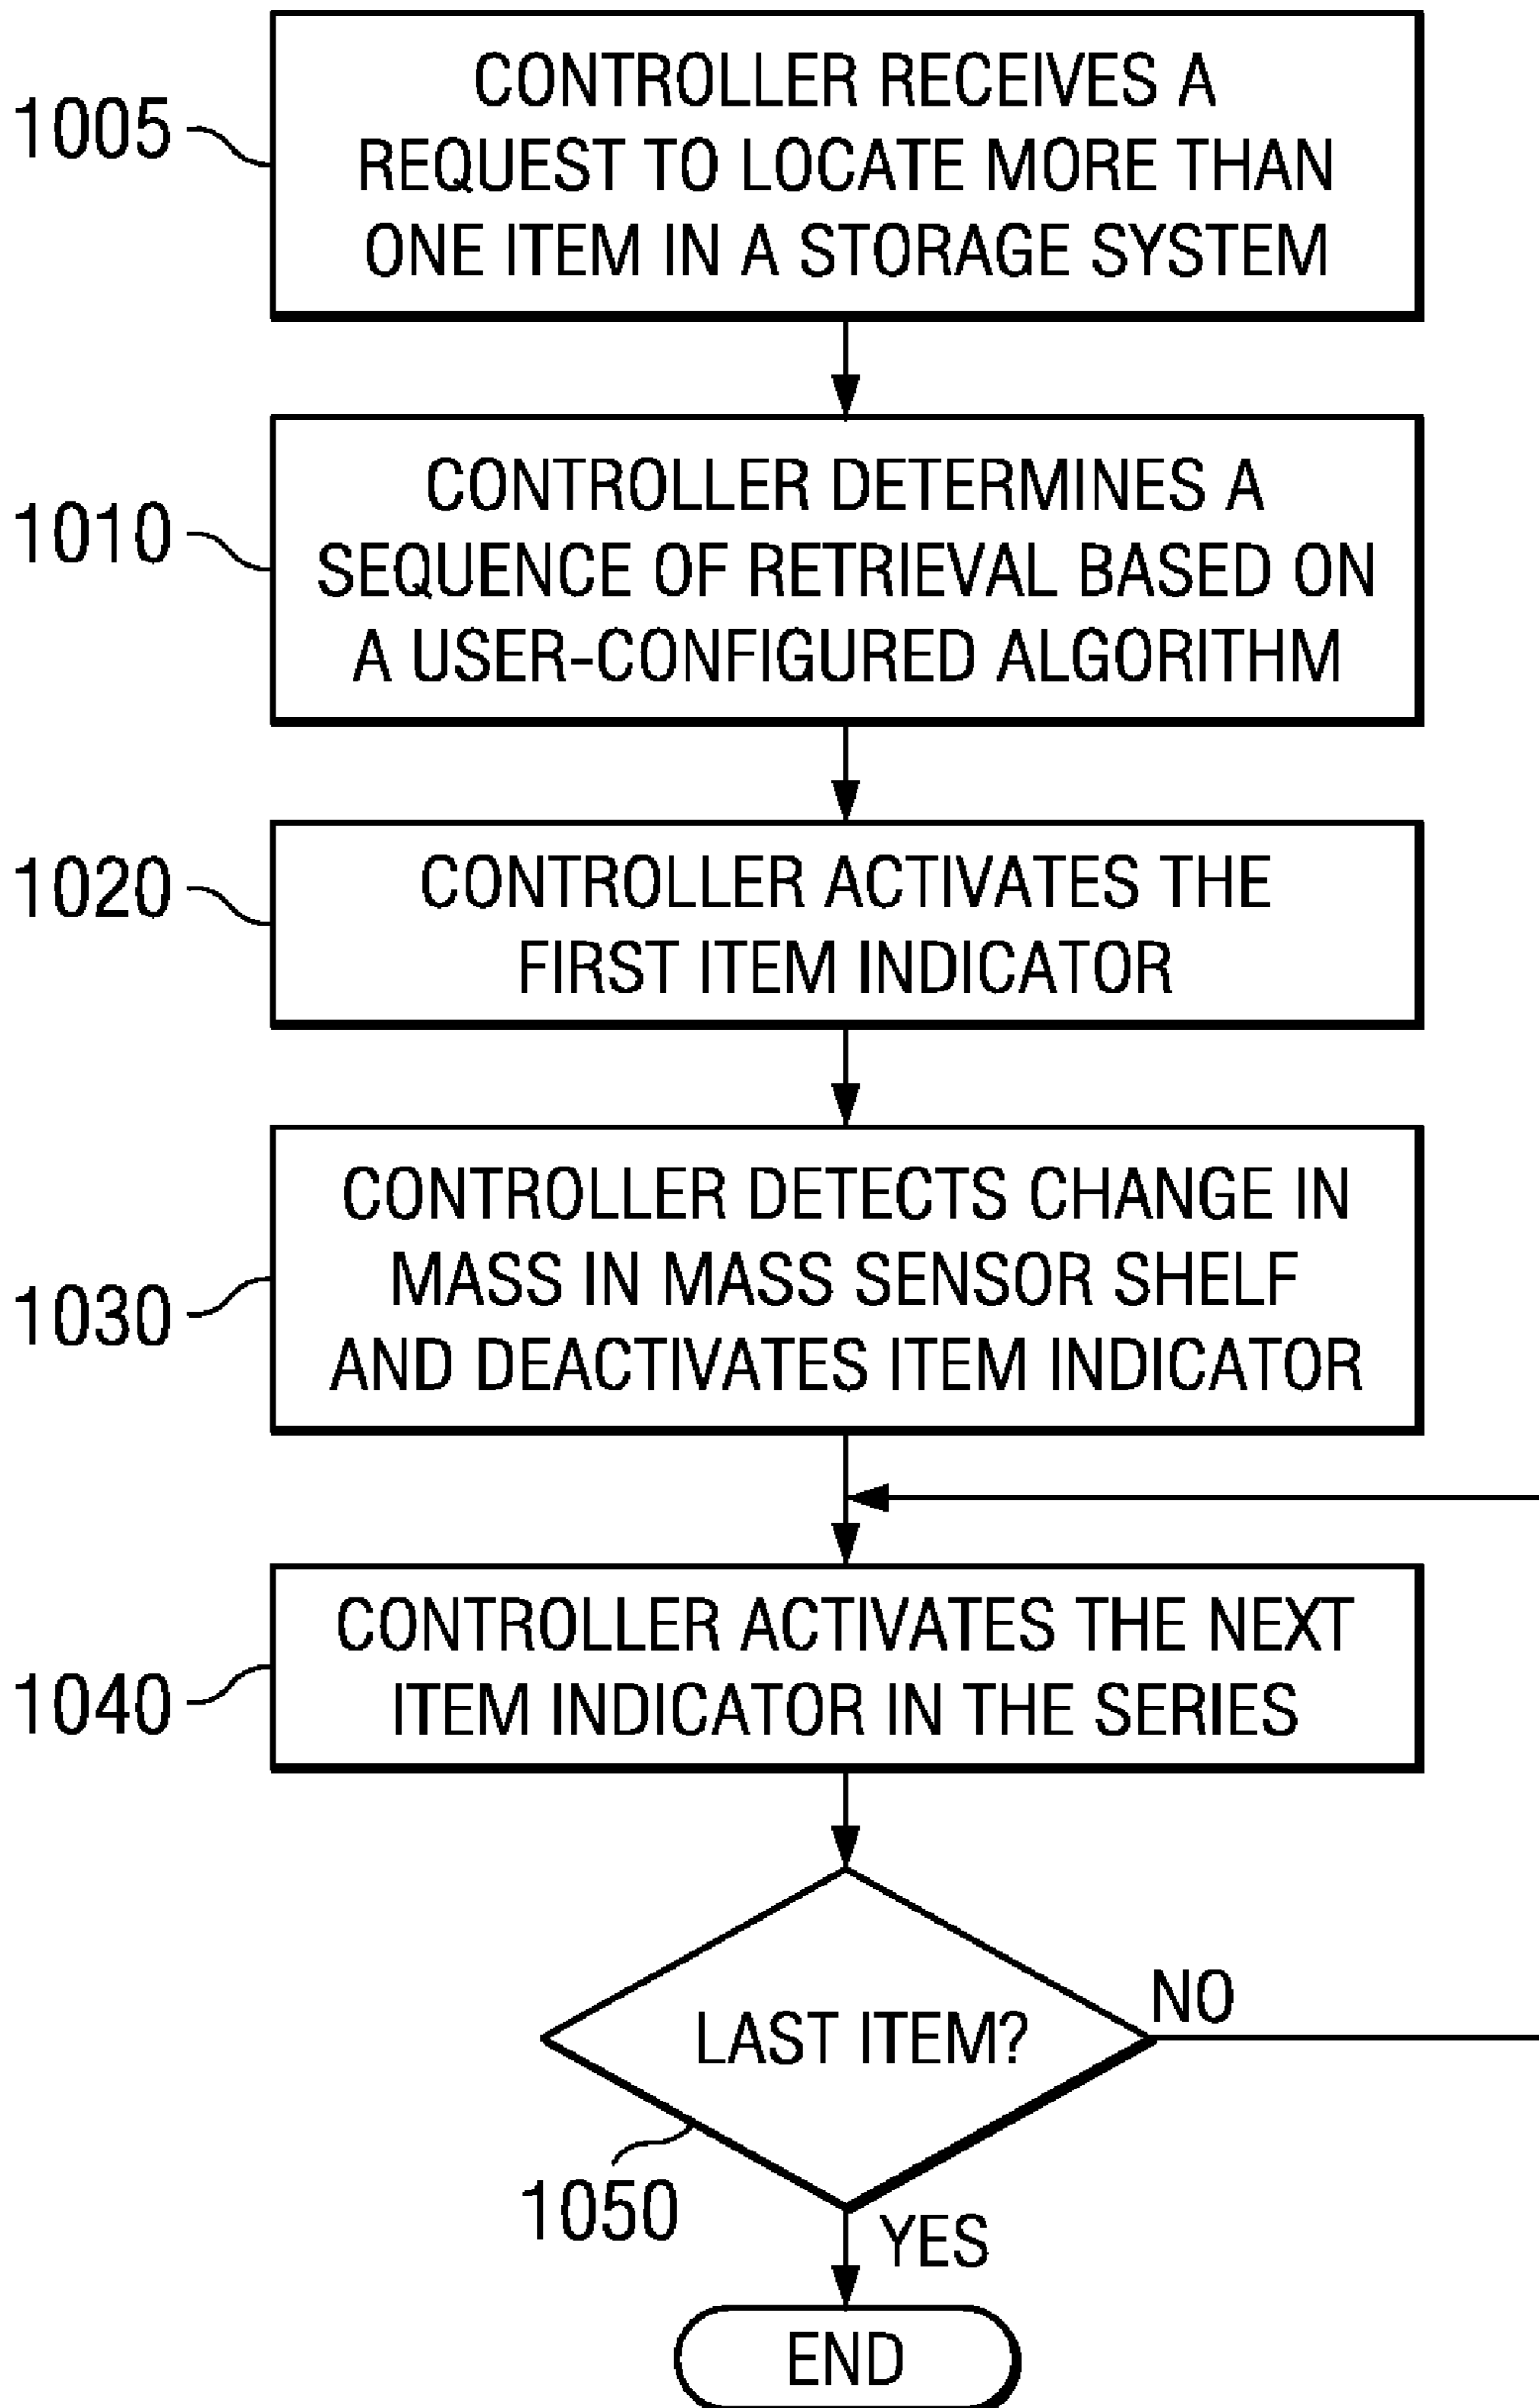 1005
CONTROLLER RECEIVES A
REQUEST TO LOCATE MORE THAN
ONE ITEM IN A STORAGE SYSTEM
1010
CONTROLLER DETERMINES A
SEQUENCE OF RETRIEVAL BASED ON
A USER-CONFIGURED ALGORITHM
1020
CONTROLLER ACTIVATES THE
FIRST ITEM INDICATOR
1030
CONTROLLER DETECTS CHANGE IN
MASS IN MASS SENSOR SHELF
AND DEACTIVATES ITEM INDICATOR
1040
CONTROLLER ACTIVATES THE NEXT
ITEM INDICATOR IN THE SERIES
LAST ITEM?
NO
1050
YES
END